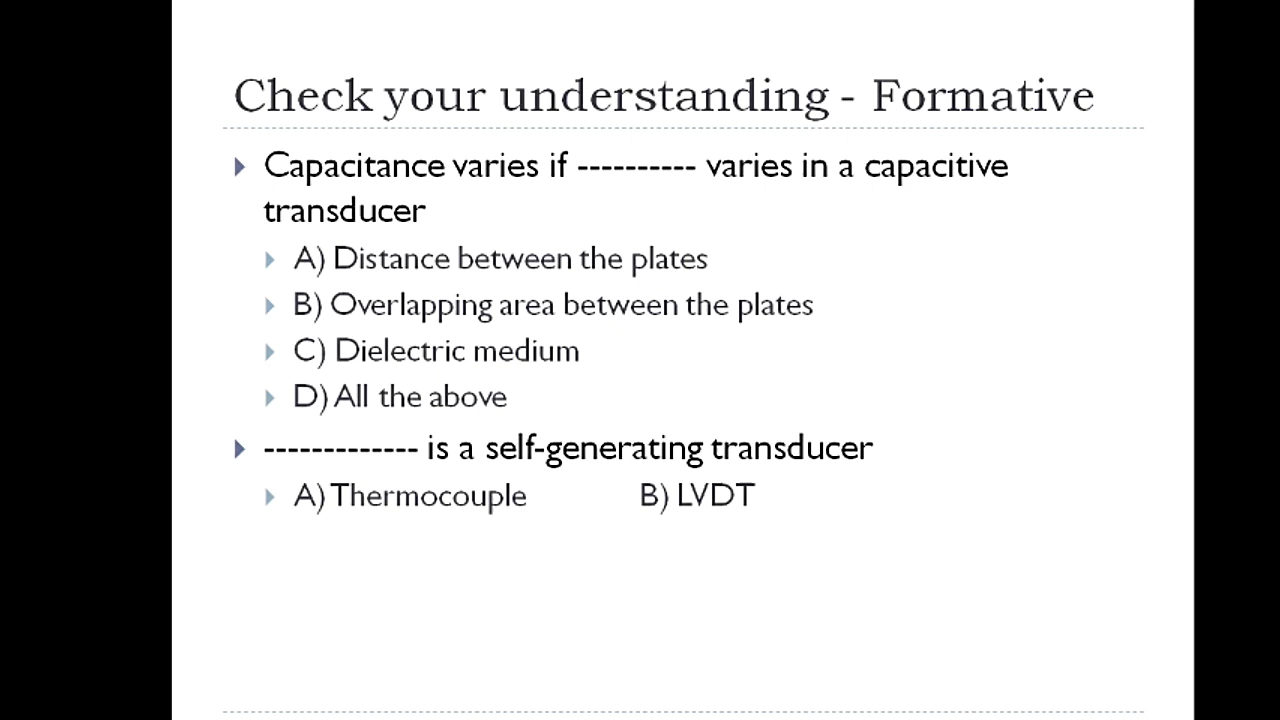 Check your understanding - Formative
Capacitance varies if ---------- varies in a capacitive
transducer
A) Distance between the plates
B) Overlapping area between the plates
C) Dielectric medium
D) All the above
------------- is a self-generating transducer
A) Thermocouple B) LVDT